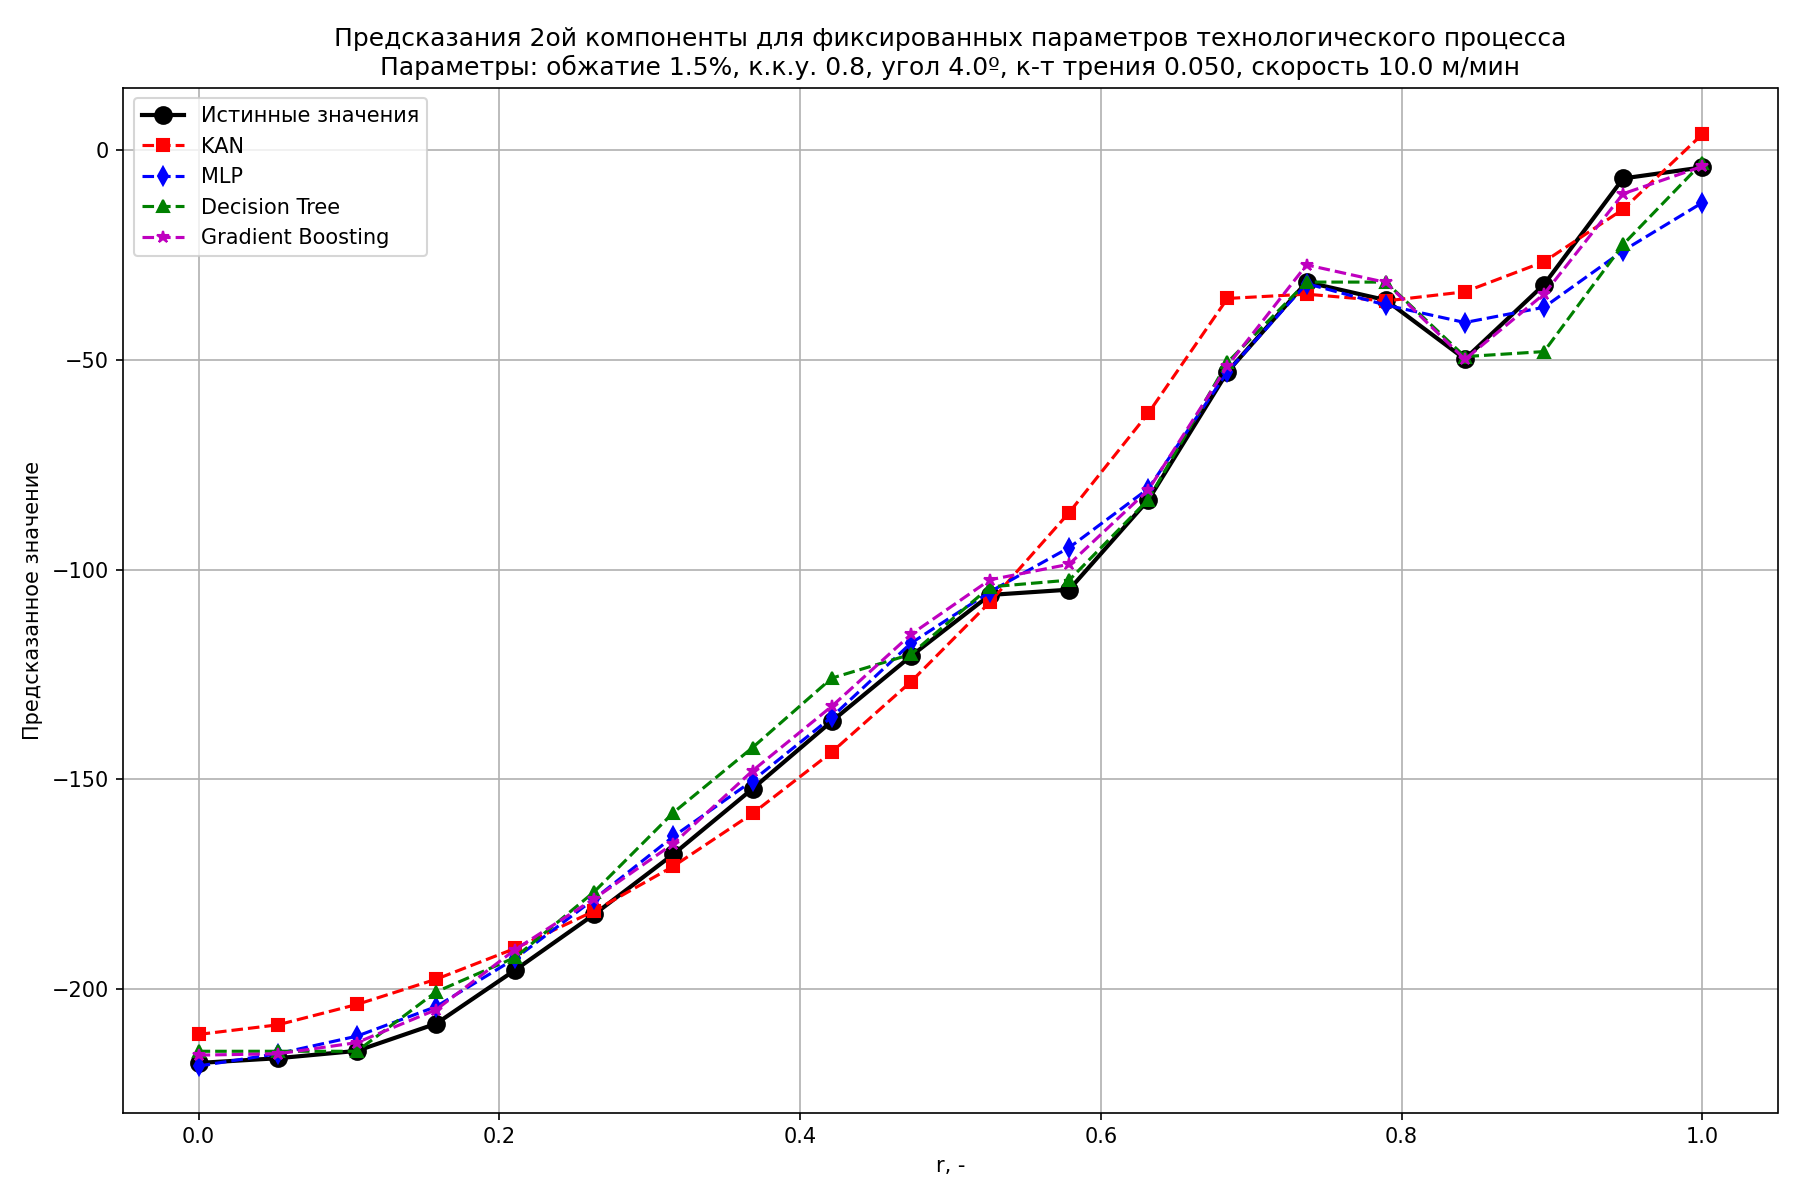 Предсказания 2ой компоненты для фиксированных параметров технологического процесса
Параметры: обжатие 1.5%, к.к.у. 0.8, угол 4.0º, к-т трения 0.050, скорость 10.0 м/мин
Истинные значения
KAN
MLP
Decision Tree
Gradient Boosting
Предсказанное значение
0
−50
−100
−150
−200
0.0
0.2
0.4
0.6
0.8
1.0
r, -